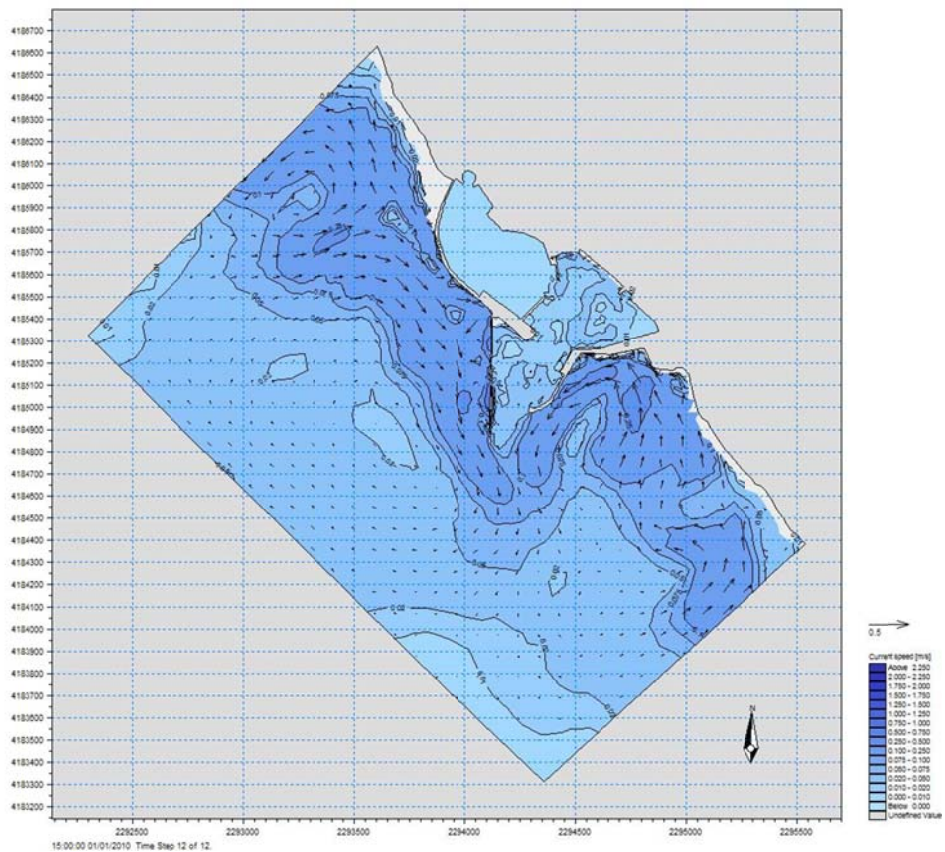 4186700
4186600
4186500
4186400
4186300
4186200
4186100
4186000
4185900
4185800
4185700
4185600
4185500
4185400
4185300
4185200
4185100
4185000
4184900
4184800
4184700
4184600
4184500
4184400
4184300
4184200
4184100
4184000
4183900
4183800
4183700
4183600
4183500
4183400
4183300
4183200
2292500 2293000 2293500 2294000 2294500 2295000 2295500
15:00:00 01/01/2010 Time Step 12 of 12.
0.5
Current speed [m/s]
Above 2.250
2.000 - 2.250
1.750 - 2.000
1.500 - 1.750
1.250 - 1.500
1.000 - 1.250
0.750 - 1.000
0.500 - 0.750
0.250 - 0.500
0.100 - 0.250
0.075 - 0.100
0.050 - 0.075
0.020 - 0.050
0.010 - 0.020
0.000 - 0.010
Below 0.000
Undefined Value
N